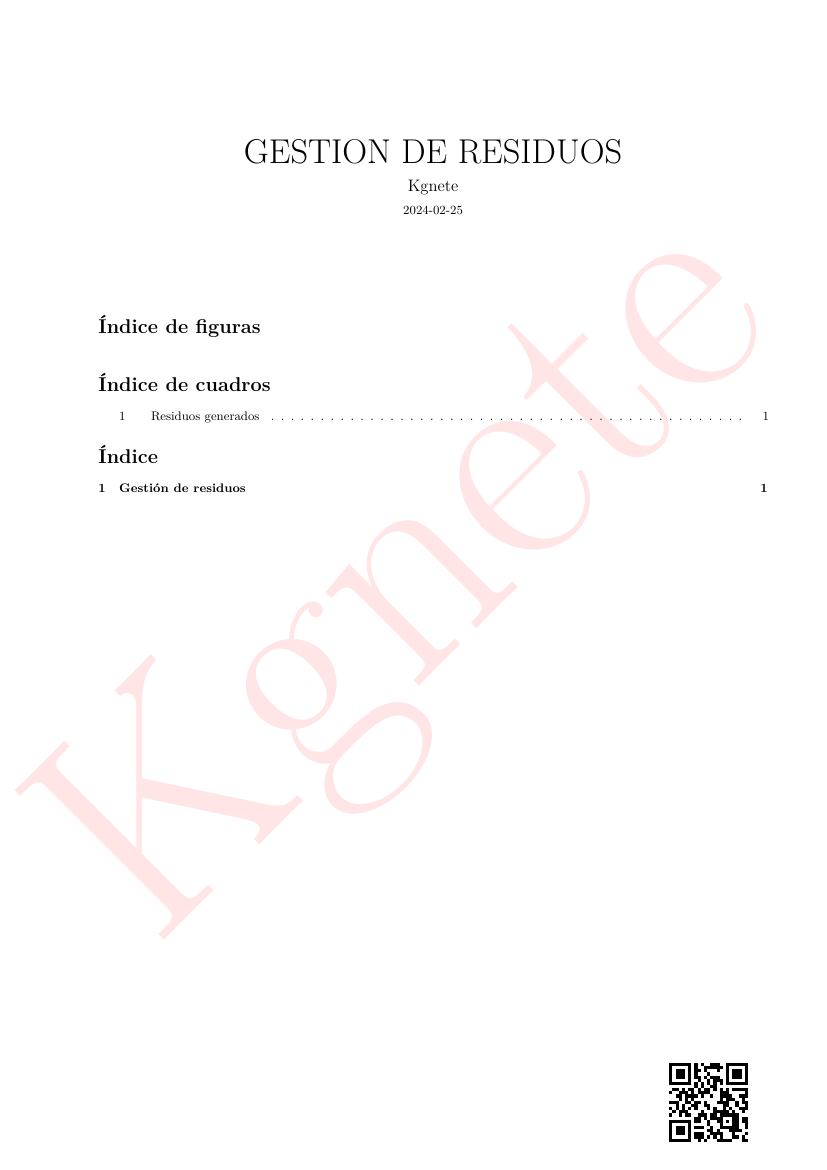 GESTION DE RESIDUOS
Kgnete
2024-02-25
Índice de figuras
Índice de cuadros
1 Residuos generados . . . . . . . . . . . . . . . . . . . . . . . . . . . . . . . . . . . . . . . . . . . . . . . . 1
Índice
1 Gestión de residuos 1
Kgnete